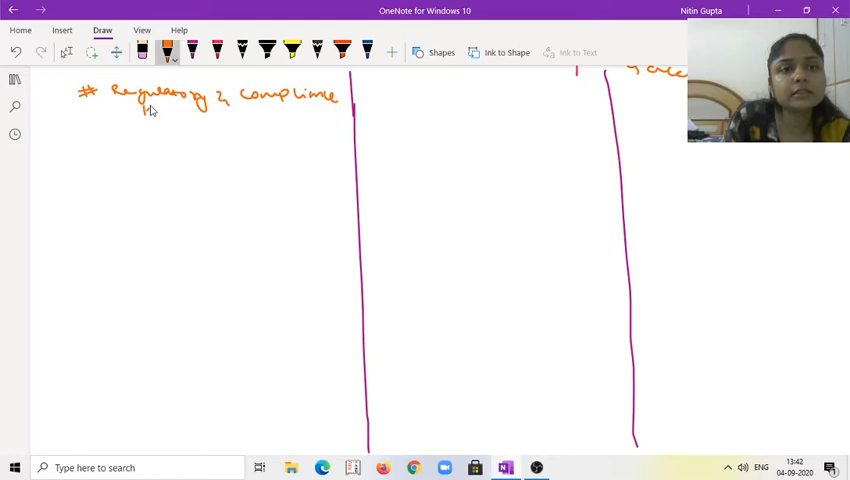 OneNote for Windows 10
Nitin Gupta
Home Insert Draw View Help
Shapes Ink to Shape Ink to Text
# Regulatory & compliance
Type here to search
ENG
13:42
04-09-2020